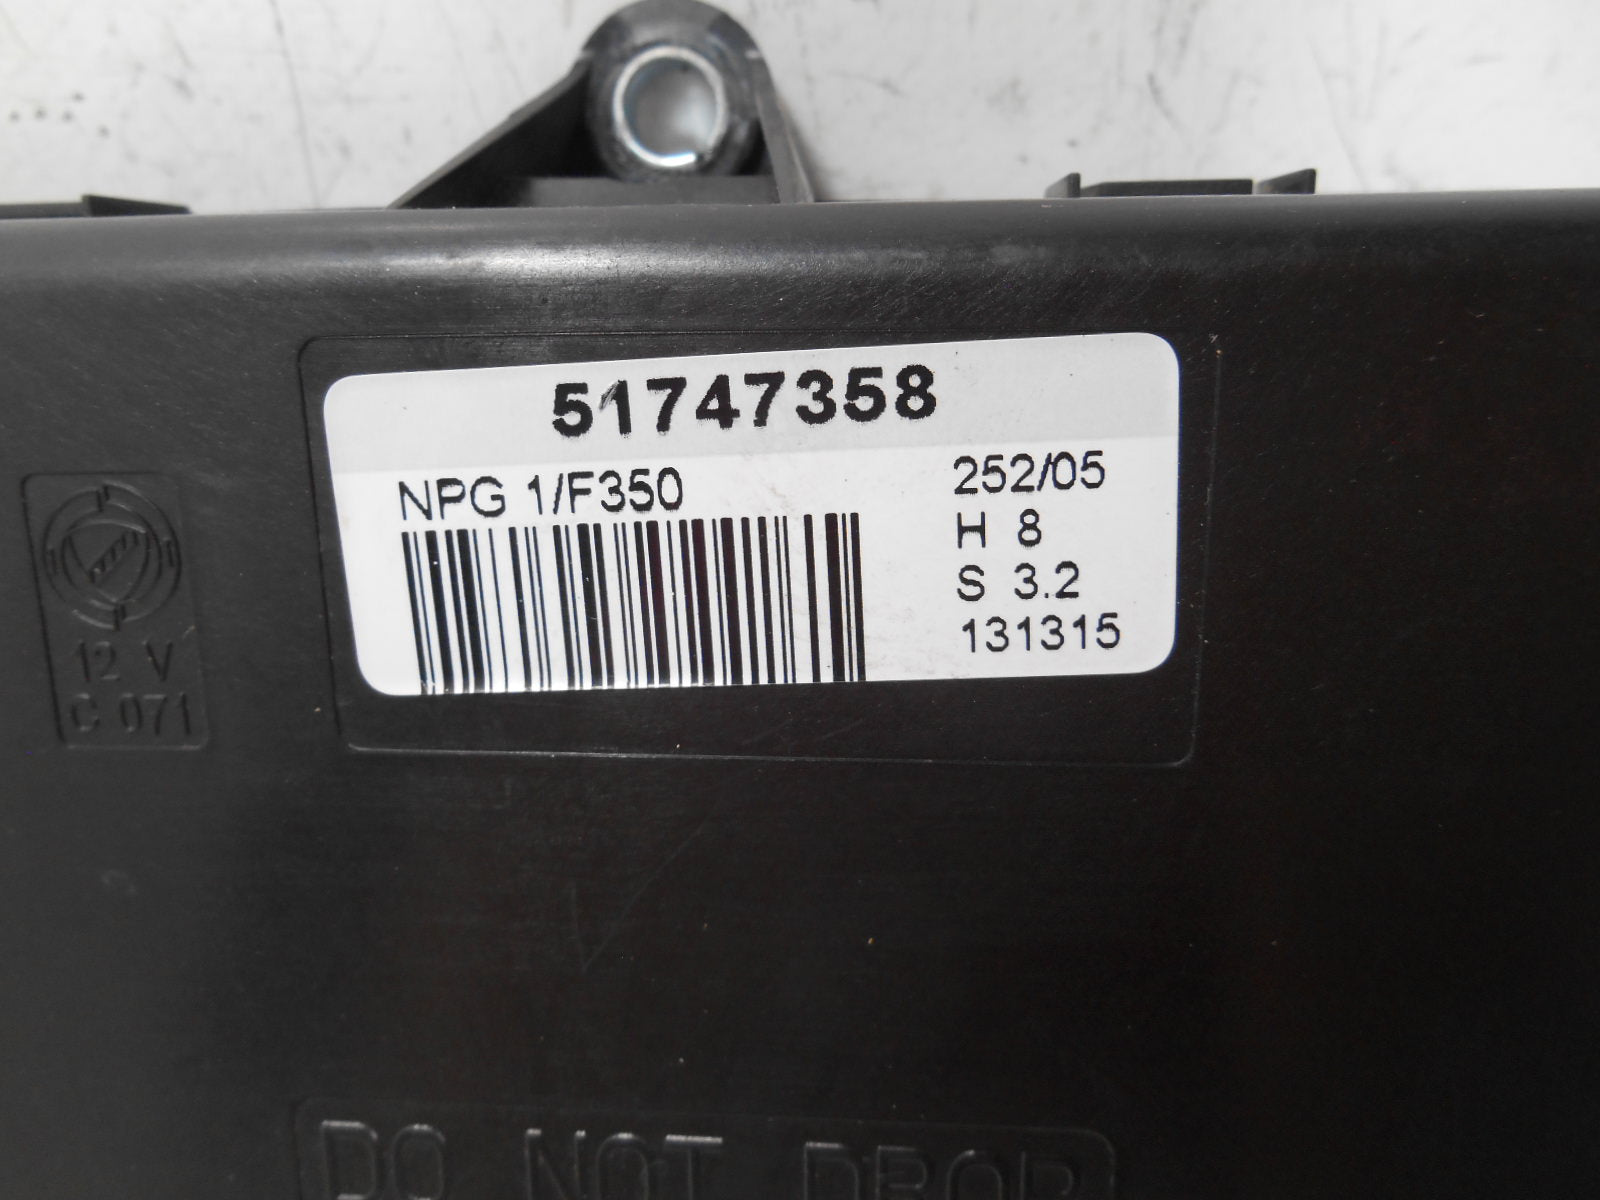 51747358
NPG 1/F350
252/05
H 8
S 3.2
131315
12 V
C 071
DO NOT DROP